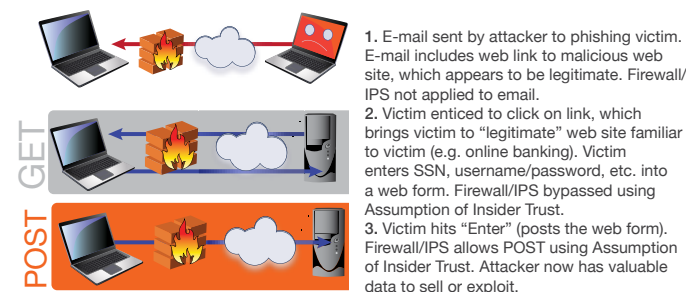 1. E-mail sent by attacker to phishing victim.
E-mail includes web link to malicious web
site, which appears to be legitimate. Firewall/
IPS not applied to email.
2. Victim enticed to click on link, which
brings victim to “legitimate” web site familiar
to victim (e.g. online banking). Victim
enters SSN, username/password, etc. into
a web form. Firewall/IPS bypassed using
Assumption of Insider Trust.
3. Victim hits “Enter” (posts the web form).
Firewall/IPS allows POST using Assumption
of Insider Trust. Attacker now has valuable
data to sell or exploit.
GET
POST